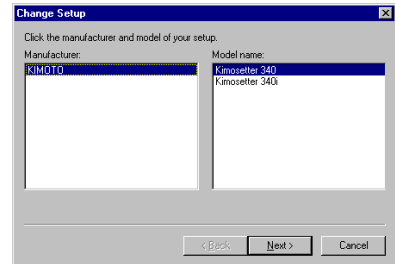 Change Setup
Click the manufacturer and model of your setup.
Manufacturer:
Model name:
KIMOTO
Kimosetter 340
Kimosetter 340i
< Back
Next >
Cancel